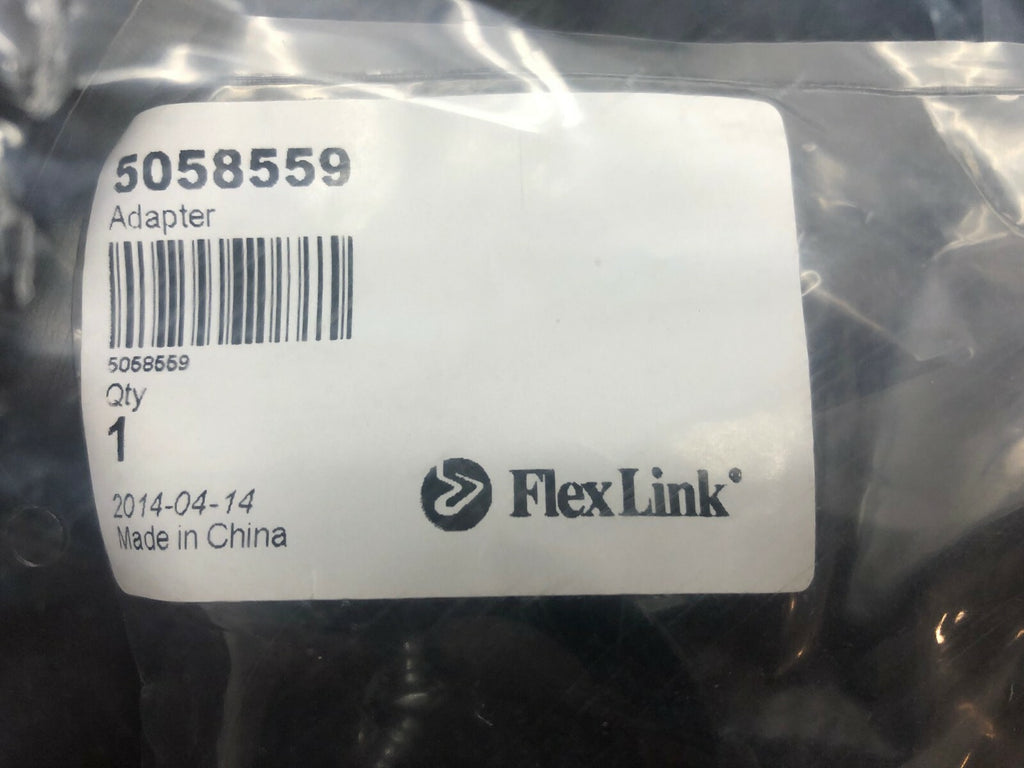 5058559
Adapter
5058559
Qty
1
2014-04-14
Made in China
FlexLink®